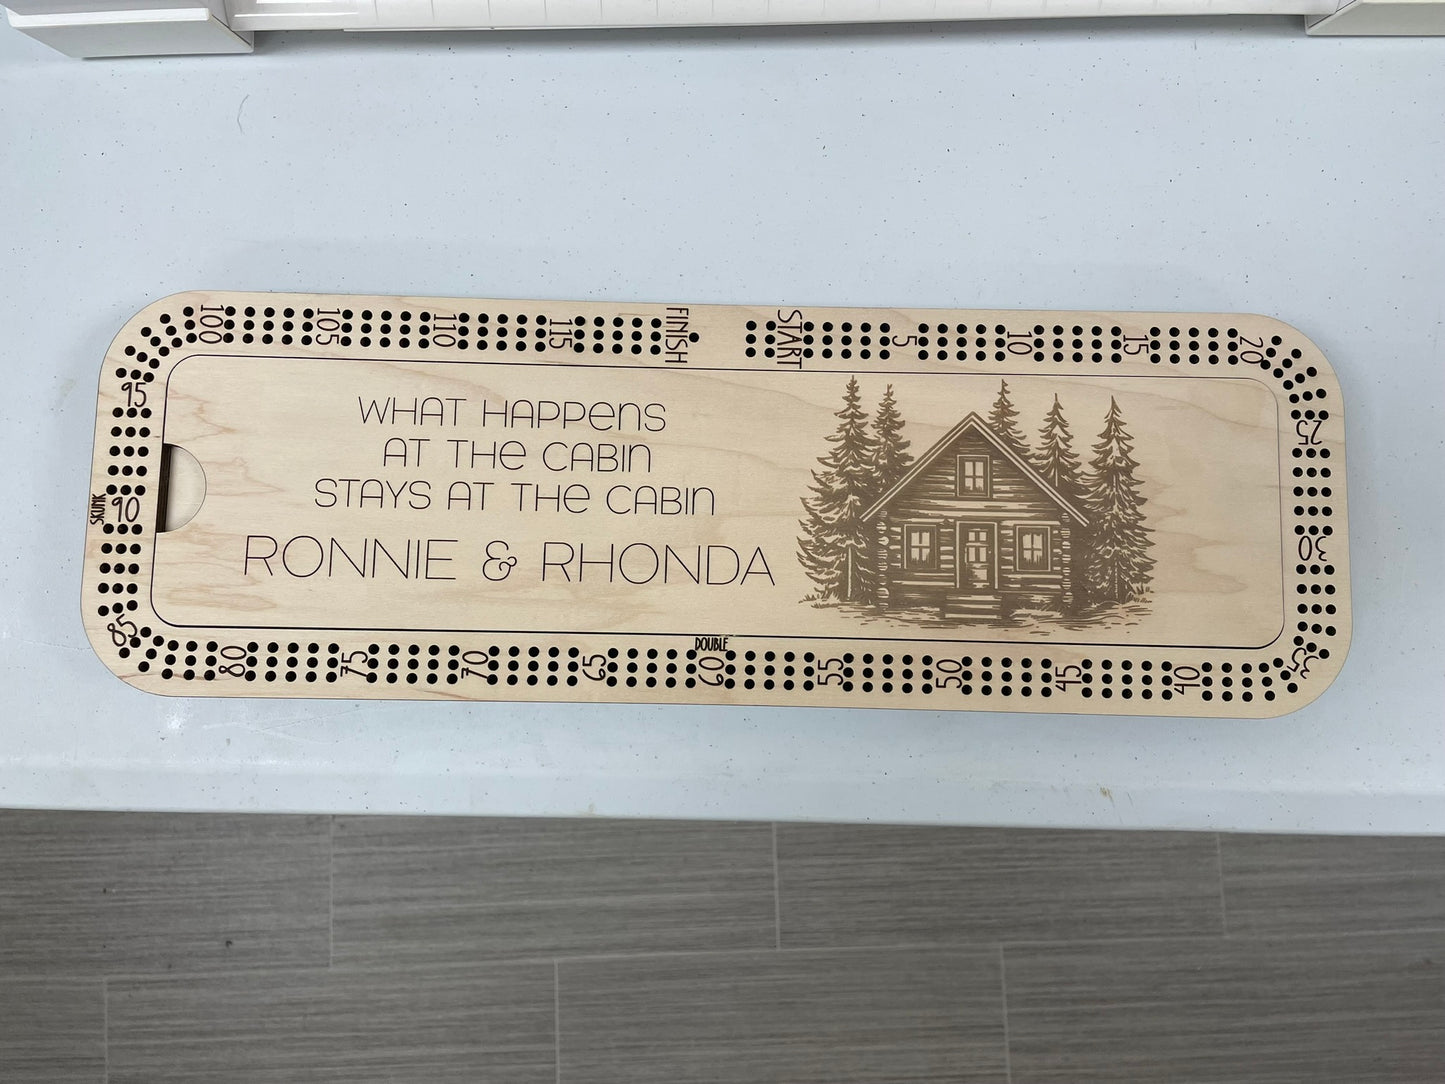 WHAT HAPPENS
AT THE CABIN
STAYS AT THE CABIN
RONNIE & RHONDA
START
5
10
15
20
25
30
35
40
45
50
55
DOUBLE
60
65
70
75
80
85
SKUNK
90
95
100
105
110
115
FINISH